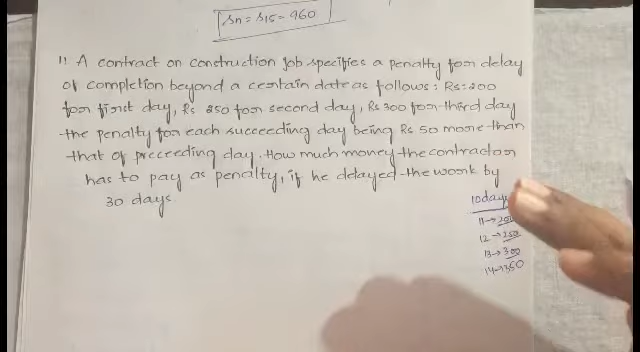 Sn = S15 = 960
11. A contract on construction job specifies a penalty for delay
of completion beyond a certain date as follows: Rs:200
for first day, Rs 250 for second day, Rs 300 for third day
the penalty for each succeeding day being Rs 50 more than
that of preceeding day. How much money the contractor
has to pay as penalty, if he delayed the work by
30 days.
10day
11→200
12→250
13→300
14→350